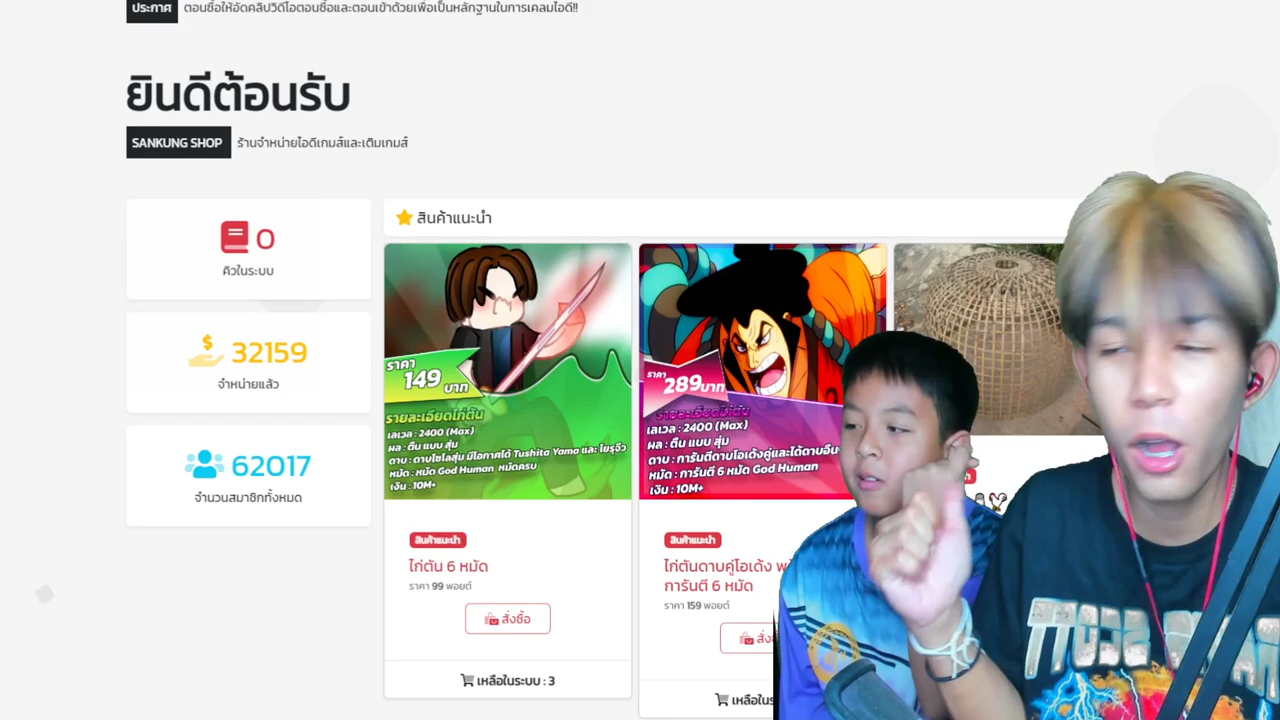 ประกาศ ตอนซื้อให้อัดคลิปวิดีโอตอนซื้อและตอนเข้าด้วยเพื่อเป็นหลักฐานในการเคลมไอดี!!
ยินดีต้อนรับ
SANKUNG SHOP ร้านจำหน่ายไอดีเกมส์และเติมเกมส์
0
คิวในระบบ
32159
จำหน่ายแล้ว
62017
จำนวนสมาชิกทั้งหมด
สินค้าแนะนำ
ราคา
149 บาท
รายละเอียดไก่ตัน
เลเวล : 2400 (Max)
ผล : ตื่น แบบ สุ่ม
ดาบ : ดาบโซโลสุ่ม มีโอกาศได้ Tushita Yama และ โยรุจิ๋ว
หมัด : หมัด God Human หมัดครบ
เงิน : 10M+
สินค้าแนะนำ
ไก่ตัน 6 หมัด
ราคา 99 พอยต์
สั่งซื้อ
เหลือในระบบ : 3
ราคา
289บาท
รายละเอียดไก่ตัน
เลเวล : 2400 (Max)
ผล : ตื่น แบบ สุ่ม
ดาบ : การันตีดาบโอเด้งคู่และได้ดาบอื่น
หมัด : การันตี 6 หมัด God Human
เงิน : 10M+
สินค้าแนะนำ
ไก่ตันดาบคู่โอเด้ง
การันตี 6 หมัด
ราคา 159 พอยต์